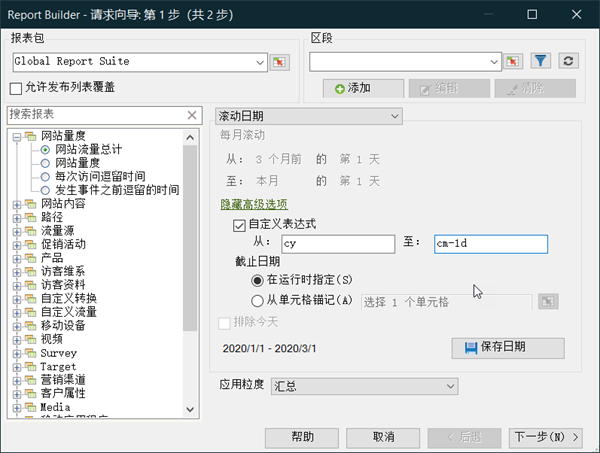 Report Builder - 请求向导: 第 1 步 (共 2 步)
报表包
Global Report Suite
允许发布列表覆盖
区段
添加
编辑
清除
搜索报表
网站量度
网站流量总计
网站量度
每次访问逗留时间
发生事件之前逗留的时间
网站内容
路径
流量源
促销活动
产品
访客维系
访客资料
自定义转换
自定义流量
移动设备
视频
Survey
Target
营销渠道
客户属性
Media
滚动日期
每月滚动
从: 3 个月前 的 第 1 天
至: 本月 的 第 1 天
隐藏高级选项
自定义表达式
从: cy 至: cm-1d
截止日期
在运行时指定(S)
从单元格锚记(A) 选择 1 个单元格
排除今天
2020/1/1 - 2020/3/1
保存日期
应用粒度 汇总
帮助
取消
< 后退
下一步(N) >